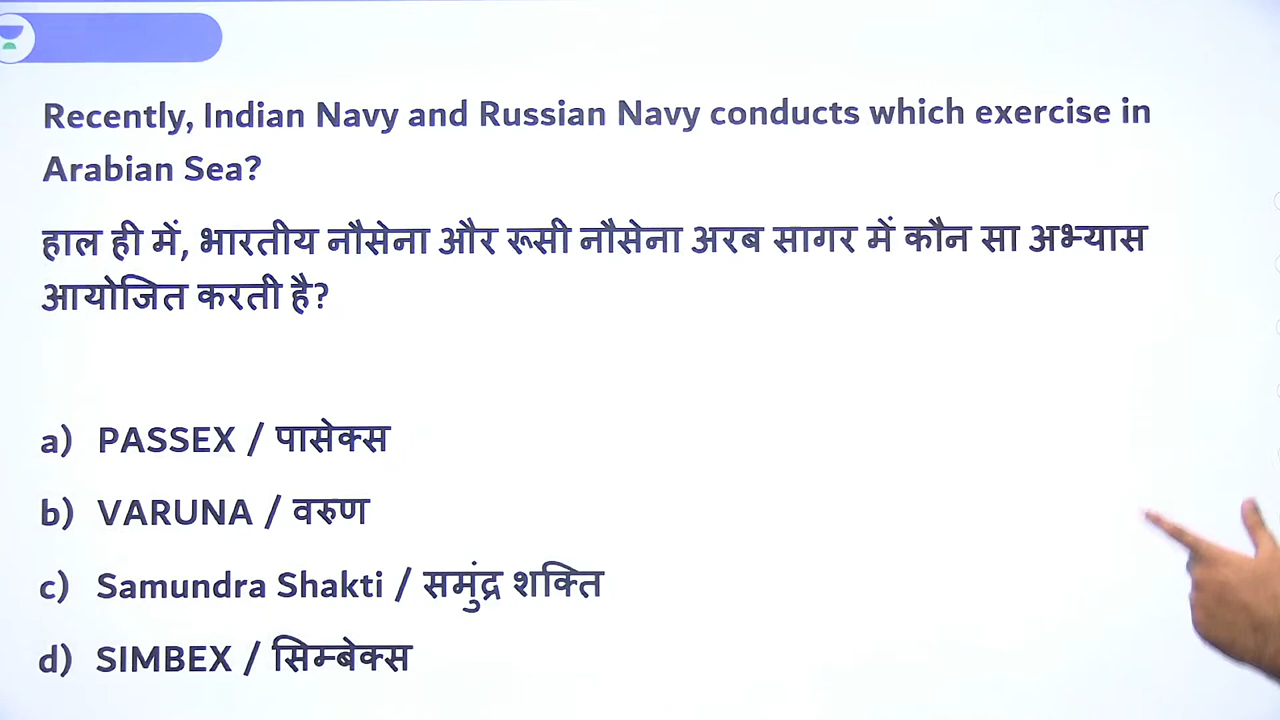 Recently, Indian Navy and Russian Navy conducts which exercise in
Arabian Sea?
हाल ही में, भारतीय नौसेना और रूसी नौसेना अरब सागर में कौन सा अभ्यास
आयोजित करती है?
a) PASSEX / पासेक्स
b) VARUNA / वरुण
c) Samundra Shakti / समुंद्र शक्ति
d) SIMBEX / सिम्बेक्स